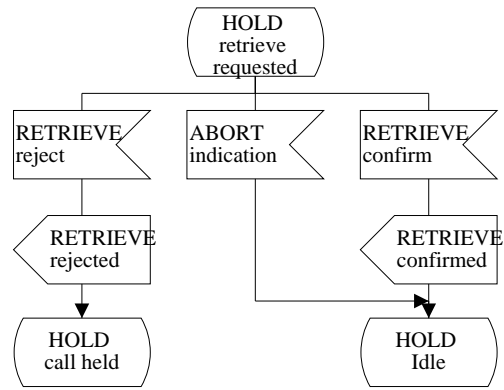 HOLD
retrieve
requested
RETRIEVE
reject
ABORT
indication
RETRIEVE
confirm
RETRIEVE
rejected
RETRIEVE
confirmed
HOLD
call held
HOLD
Idle